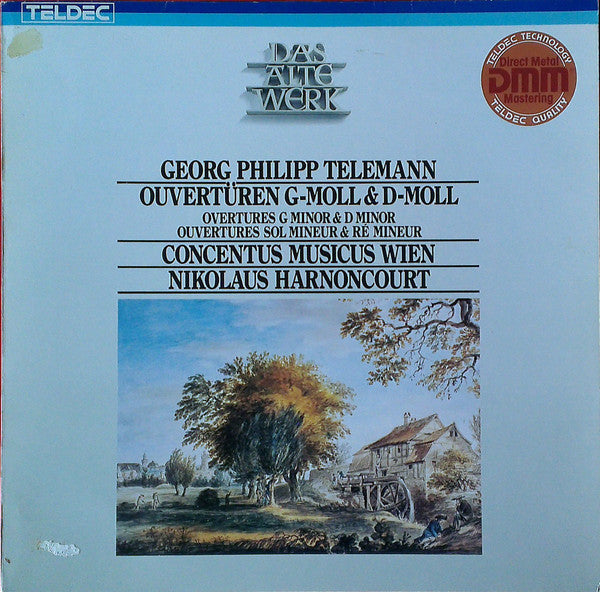 TELDEC
DAS
ALTE
WERK
TELDEC TECHNOLOGY
Direct Metal
DMM
Mastering
TELDEC QUALITY
GEORG PHILIPP TELEMANN
OUVERTÜREN G-MOLL & D-MOLL
OVERTURES G MINOR & D MINOR
OUVERTURES SOL MINEUR & RÉ MINEUR
CONCENTUS MUSICUS WIEN
NIKOLAUS HARNONCOURT